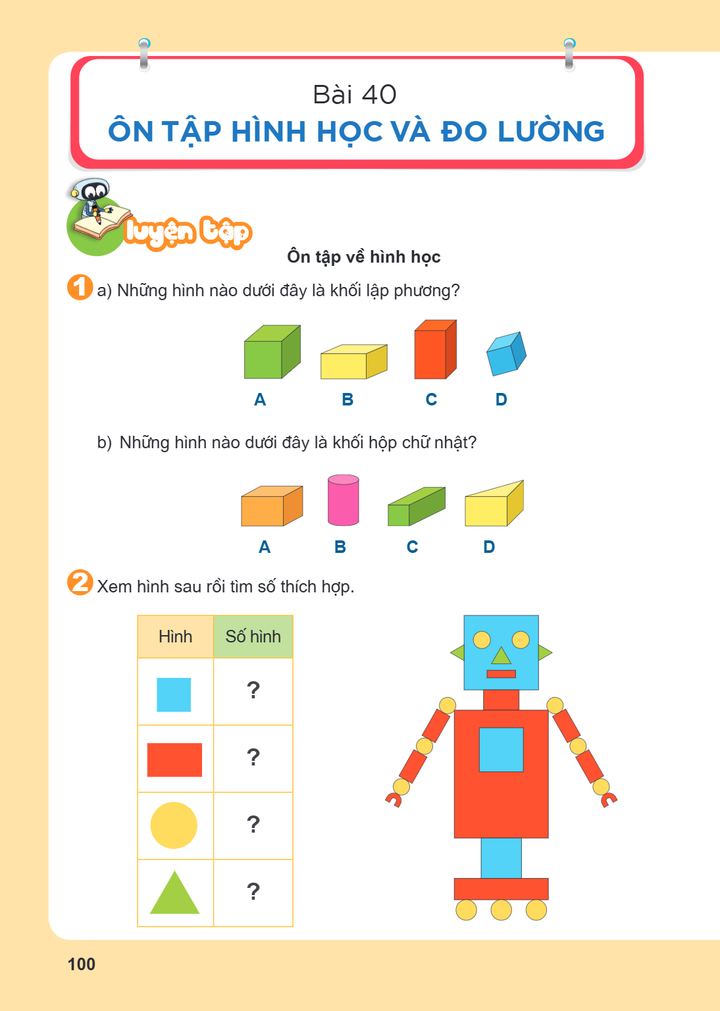 Bài 40
ÔN TẬP HÌNH HỌC VÀ ĐO LƯỜNG
luyện tập
Ôn tập về hình học
1 a) Những hình nào dưới đây là khối lập phương?
A B C D
b) Những hình nào dưới đây là khối hộp chữ nhật?
A B C D
2 Xem hình sau rồi tìm số thích hợp.
Hình Số hình
?
?
?
?
100